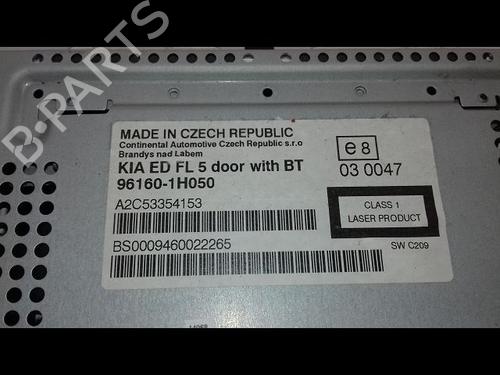 B-PARTS
MADE IN CZECH REPUBLIC
Continental Automotive Czech Republic s.r.o
Brandys nad Labem
KIA ED FL 5 door with BT
96160-1H050
A2C53354153
BS0009460022265
e8
03 0047
CLASS 1
LASER PRODUCT
SW C209